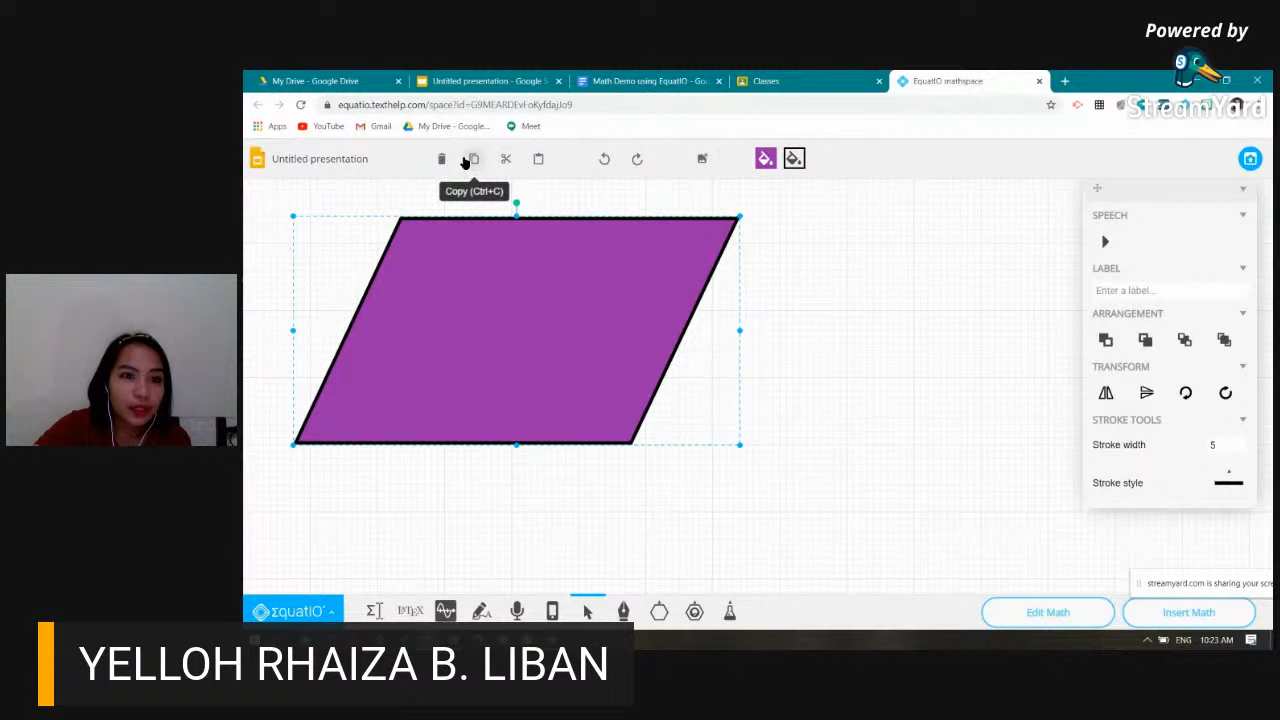 Powered by
StreamYard
My Drive - Google Drive
Untitled presentation - Google S
Math Demo using EquatIO - Go
Classes
EquatIO mathspace
equatio.texthelp.com/space?id=G9MEARDEvFoKyfdajJo9
Apps
YouTube
Gmail
My Drive - Google...
Meet
Untitled presentation
Copy (Ctrl+C)
SPEECH
LABEL
Enter a label...
ARRANGEMENT
TRANSFORM
STROKE TOOLS
Stroke width 5
Stroke style
streamyard.com is sharing your scre
ΣquatIO
LATEX
Edit Math
Insert Math
ENG 10:23 AM
YELLOH RHAIZA B. LIBAN